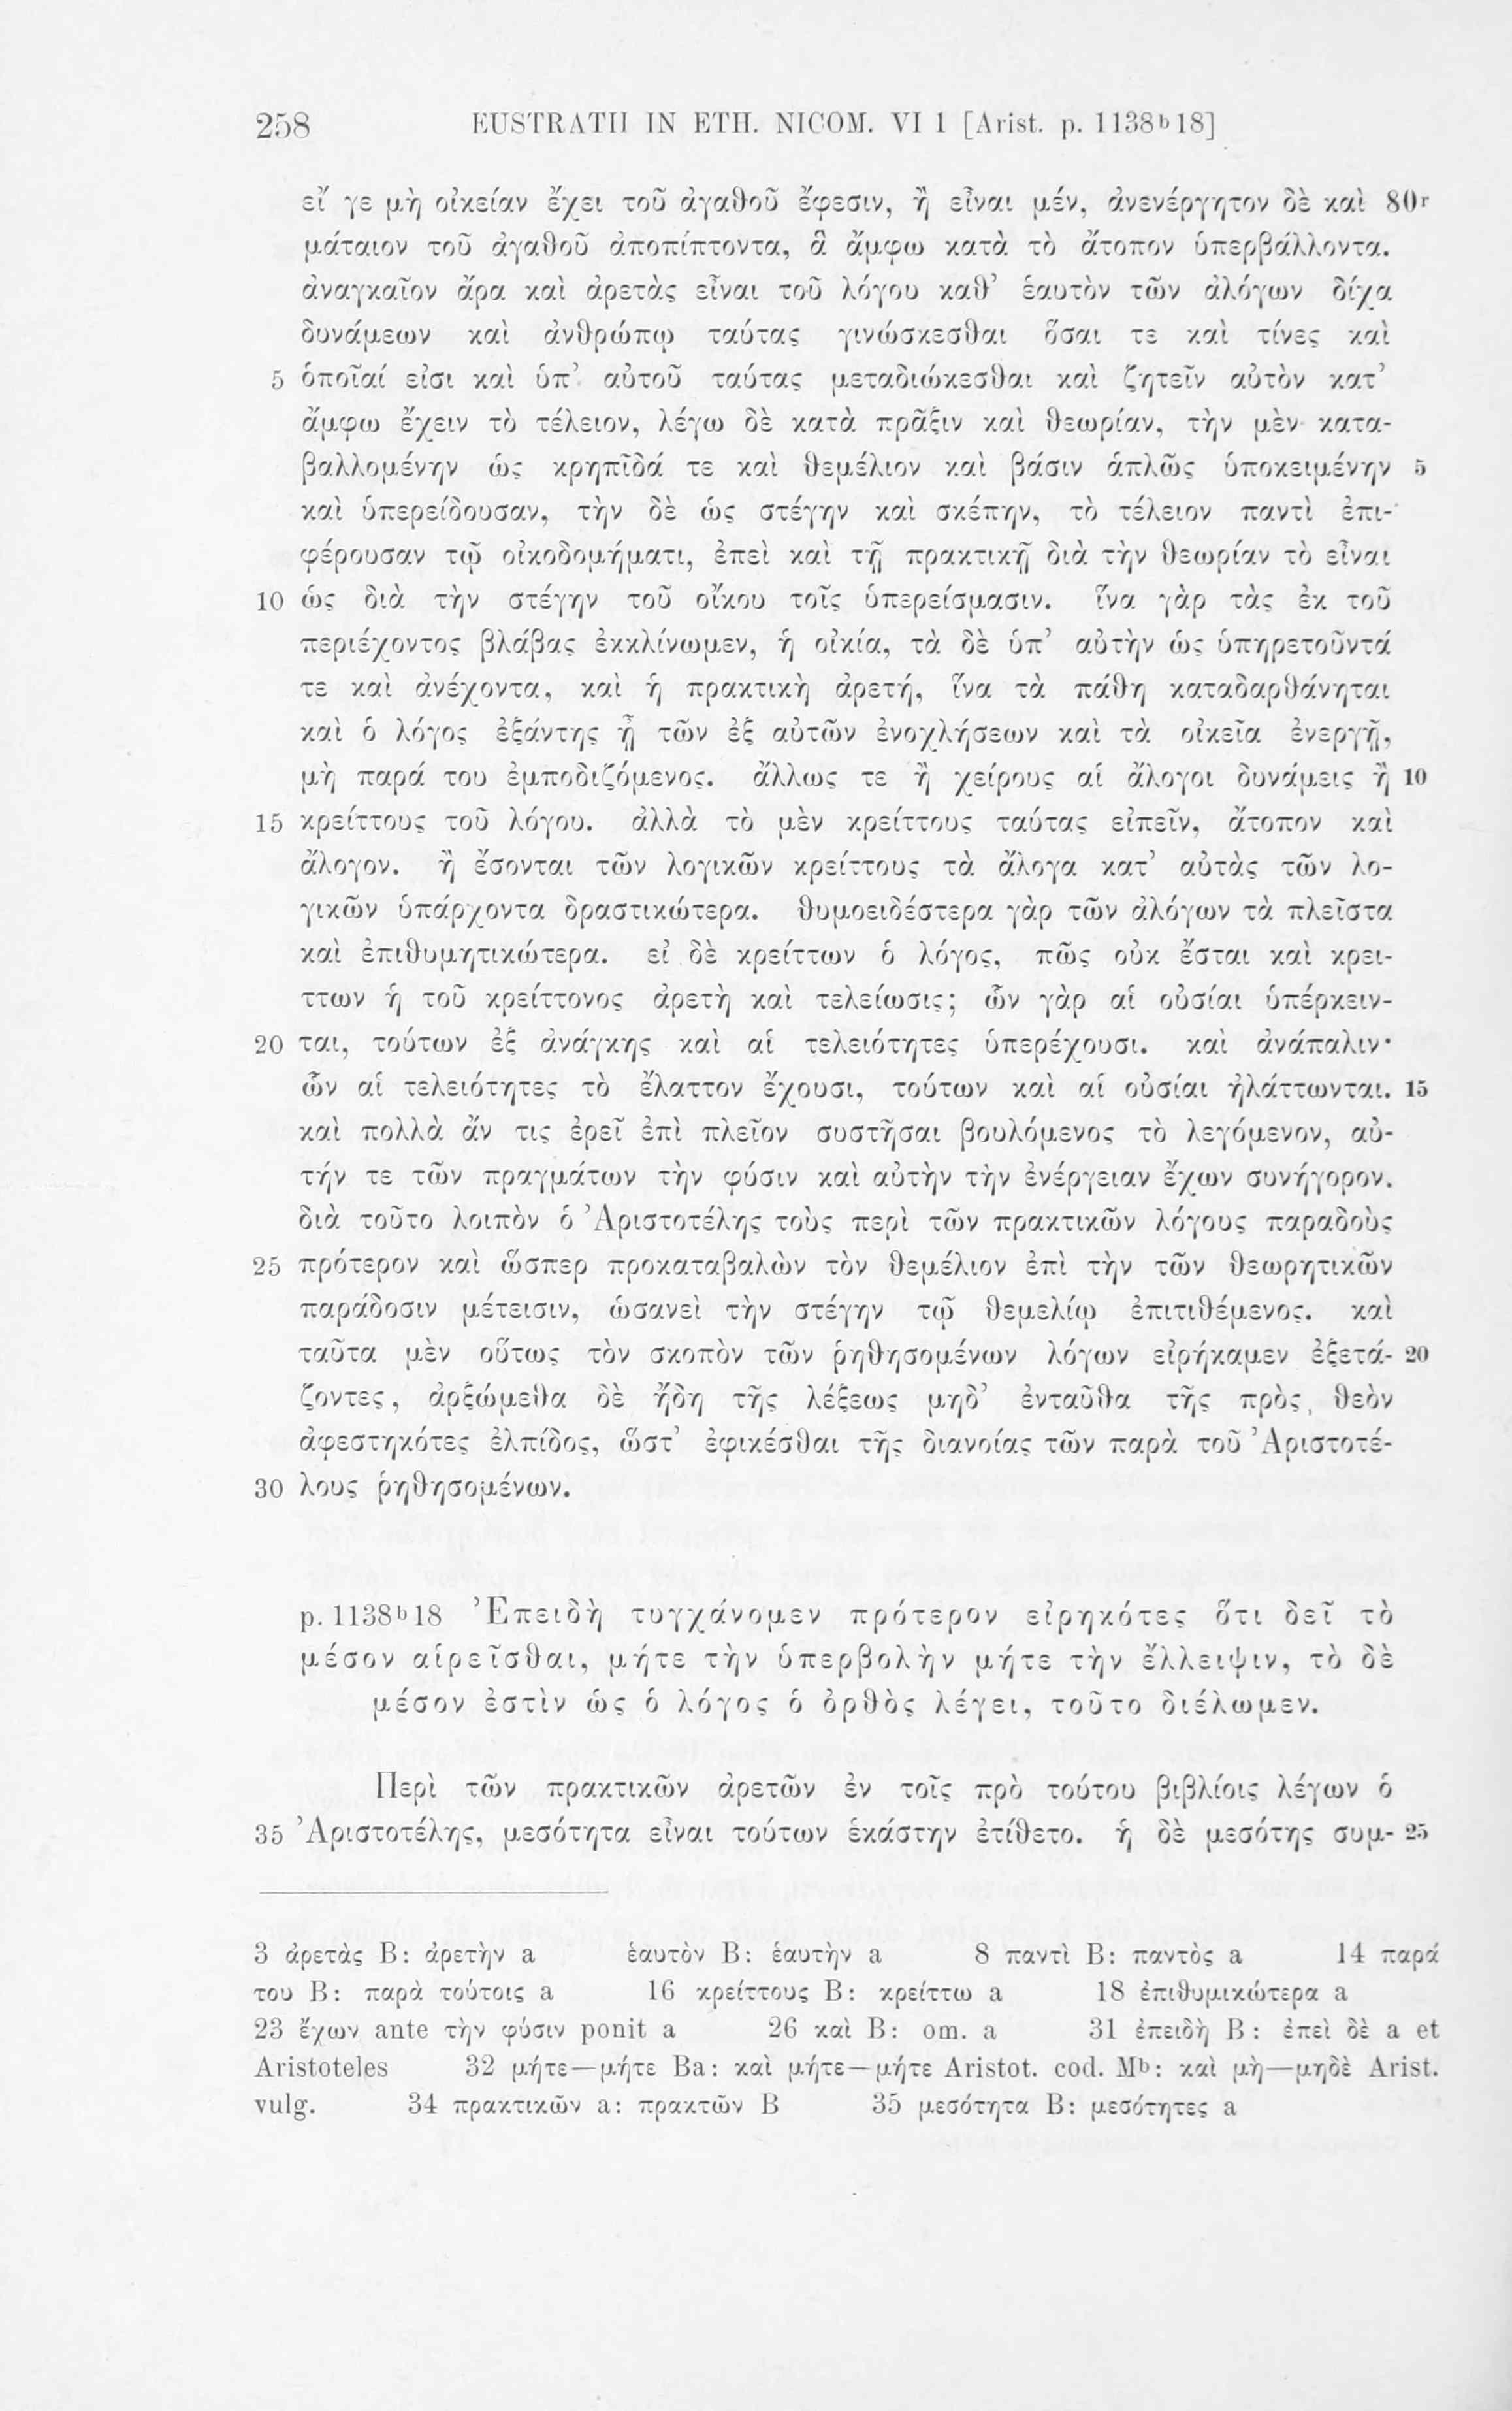 258 EUSTRATII IN ETH. NICOM. VI 1 [Arist. p. 1138ᵇ18]
εἴ γε μὴ οἰκείαν ἔχει τοῦ ἀγαθοῦ ἔφεσιν, ἢ εἶναι μέν, ἀνενέργητον δὲ καὶ 80ʳ
μάταιον τοῦ ἀγαθοῦ ἀποπίπτοντα, ἃ ἄμφω κατὰ τὸ ἄτοπον ὑπερβάλλοντα.
ἀναγκαῖον ἄρα καὶ ἀρετὰς εἶναι τοῦ λόγου καθ’ ἑαυτὸν τῶν ἀλόγων δίχα
δυνάμεων καὶ ἀνθρώπῳ ταύτας γινώσκεσθαι ὅσαι τε καὶ τίνες καὶ
5 ὁποῖαί εἰσι καὶ ὑπ’ αὐτοῦ ταύτας μεταδιώκεσθαι καὶ ζητεῖν αὐτὸν κατ’
ἄμφω ἔχειν τὸ τέλειον, λέγω δὲ κατὰ πρᾶξιν καὶ θεωρίαν, τὴν μὲν κατα-
βαλλομένην ὡς κρηπῖδά τε καὶ θεμέλιον καὶ βάσιν ἁπλῶς ὑποκειμένην 5
καὶ ὑπερείδουσαν, τὴν δὲ ὡς στέγην καὶ σκέπην, τὸ τέλειον παντὶ ἐπι-
φέρουσαν τῷ οἰκοδομήματι, ἐπεὶ καὶ τῇ πρακτικῇ διὰ τὴν θεωρίαν τὸ εἶναι
10 ὡς διὰ τὴν στέγην τοῦ οἴκου τοῖς ὑπερείσμασιν. ἵνα γὰρ τὰς ἐκ τοῦ
περιέχοντος βλάβας ἐκκλίνωμεν, ἡ οἰκία, τὰ δὲ ὑπ’ αὐτὴν ὡς ὑπηρετοῦντά
τε καὶ ἀνέχοντα, καὶ ἡ πρακτικὴ ἀρετή, ἵνα τὰ πάθη καταδαρθάνηται
καὶ ὁ λόγος ἐξάντης ᾖ τῶν ἐξ αὐτῶν ἐνοχλήσεων καὶ τὰ οἰκεῖα ἐνεργῇ,
μὴ παρά του ἐμποδιζόμενος. ἄλλως τε ἢ χείρους αἱ ἄλογοι δυνάμεις ἢ 10
15 κρείττους τοῦ λόγου. ἀλλὰ τὸ μὲν κρείττους ταύτας εἰπεῖν, ἄτοπον καὶ
ἄλογον. ἢ ἔσονται τῶν λογικῶν κρείττους τὰ ἄλογα κατ’ αὐτὰς τῶν λο-
γικῶν ὑπάρχοντα δραστικώτερα. θυμοειδέστερα γὰρ τῶν ἀλόγων τὰ πλεῖστα
καὶ ἐπιθυμητικώτερα. εἰ δὲ κρείττων ὁ λόγος, πῶς οὐκ ἔσται καὶ κρεί-
ττων ἡ τοῦ κρείττονος ἀρετὴ καὶ τελείωσις; ὧν γὰρ αἱ οὐσίαι ὑπέρκειν-
20 ται, τούτων ἐξ ἀνάγκης καὶ αἱ τελειότητες ὑπερέχουσι. καὶ ἀνάπαλιν·
ὧν αἱ τελειότητες τὸ ἔλαττον ἔχουσι, τούτων καὶ αἱ οὐσίαι ἠλάττωνται. 15
καὶ πολλὰ ἄν τις ἐρεῖ ἐπὶ πλεῖον συστῆσαι βουλόμενος τὸ λεγόμενον, αὐ-
τήν τε τῶν πραγμάτων τὴν φύσιν καὶ αὐτὴν τὴν ἐνέργειαν ἔχων συνήγορον.
διὰ τοῦτο λοιπὸν ὁ Ἀριστοτέλης τοὺς περὶ τῶν πρακτικῶν λόγους παραδοὺς
25 πρότερον καὶ ὥσπερ προκαταβαλὼν τὸν θεμέλιον ἐπὶ τὴν τῶν θεωρητικῶν
παράδοσιν μέτεισιν, ὡσανεὶ τὴν στέγην τῷ θεμελίῳ ἐπιτιθέμενος. καὶ
ταῦτα μὲν οὕτως τὸν σκοπὸν τῶν ῥηθησομένων λόγων εἰρήκαμεν ἐξετά- 20
ζοντες, ἀρξώμεθα δὲ ἤδη τῆς λέξεως μηδ’ ἐνταῦθα τῆς πρὸς θεὸν
ἀφεστηκότες ἐλπίδος, ὥστ’ ἐφικέσθαι τῆς διανοίας τῶν παρὰ τοῦ Ἀριστοτέ-
30 λους ῥηθησομένων.
p. 1138ᵇ18 Ἐπειδὴ τυγχάνομεν πρότερον εἰρηκότες ὅτι δεῖ τὸ
μέσον αἱρεῖσθαι, μήτε τὴν ὑπερβολὴν μήτε τὴν ἔλλειψιν, τὸ δὲ
μέσον ἐστὶν ὡς ὁ λόγος ὁ ὀρθὸς λέγει, τοῦτο διέλωμεν.
Περὶ τῶν πρακτικῶν ἀρετῶν ἐν τοῖς πρὸ τούτου βιβλίοις λέγων ὁ
35 Ἀριστοτέλης, μεσότητα εἶναι τούτων ἑκάστην ἐτίθετο. ἡ δὲ μεσότης συμ- 25
3 ἀρετὰς B: ἀρετὴν a ἑαυτὸν B: ἑαυτὴν a 8 παντὶ B: παντὸς a 14 παρά
του B: παρὰ τούτοις a 16 κρείττους B: κρείττω a 18 ἐπιθυμικώτερα a
23 ἔχων ante τὴν φύσιν ponit a 26 καὶ B: om. a 31 ἐπειδὴ B: ἐπεὶ δὲ a et
Aristoteles 32 μήτε—μήτε Ba: καὶ μήτε—μήτε Aristot. cod. Mᵇ: καὶ μὴ—μηδὲ Arist.
vulg. 34 πρακτικῶν a: πρακτῶν B 35 μεσότητα B: μεσότητες a